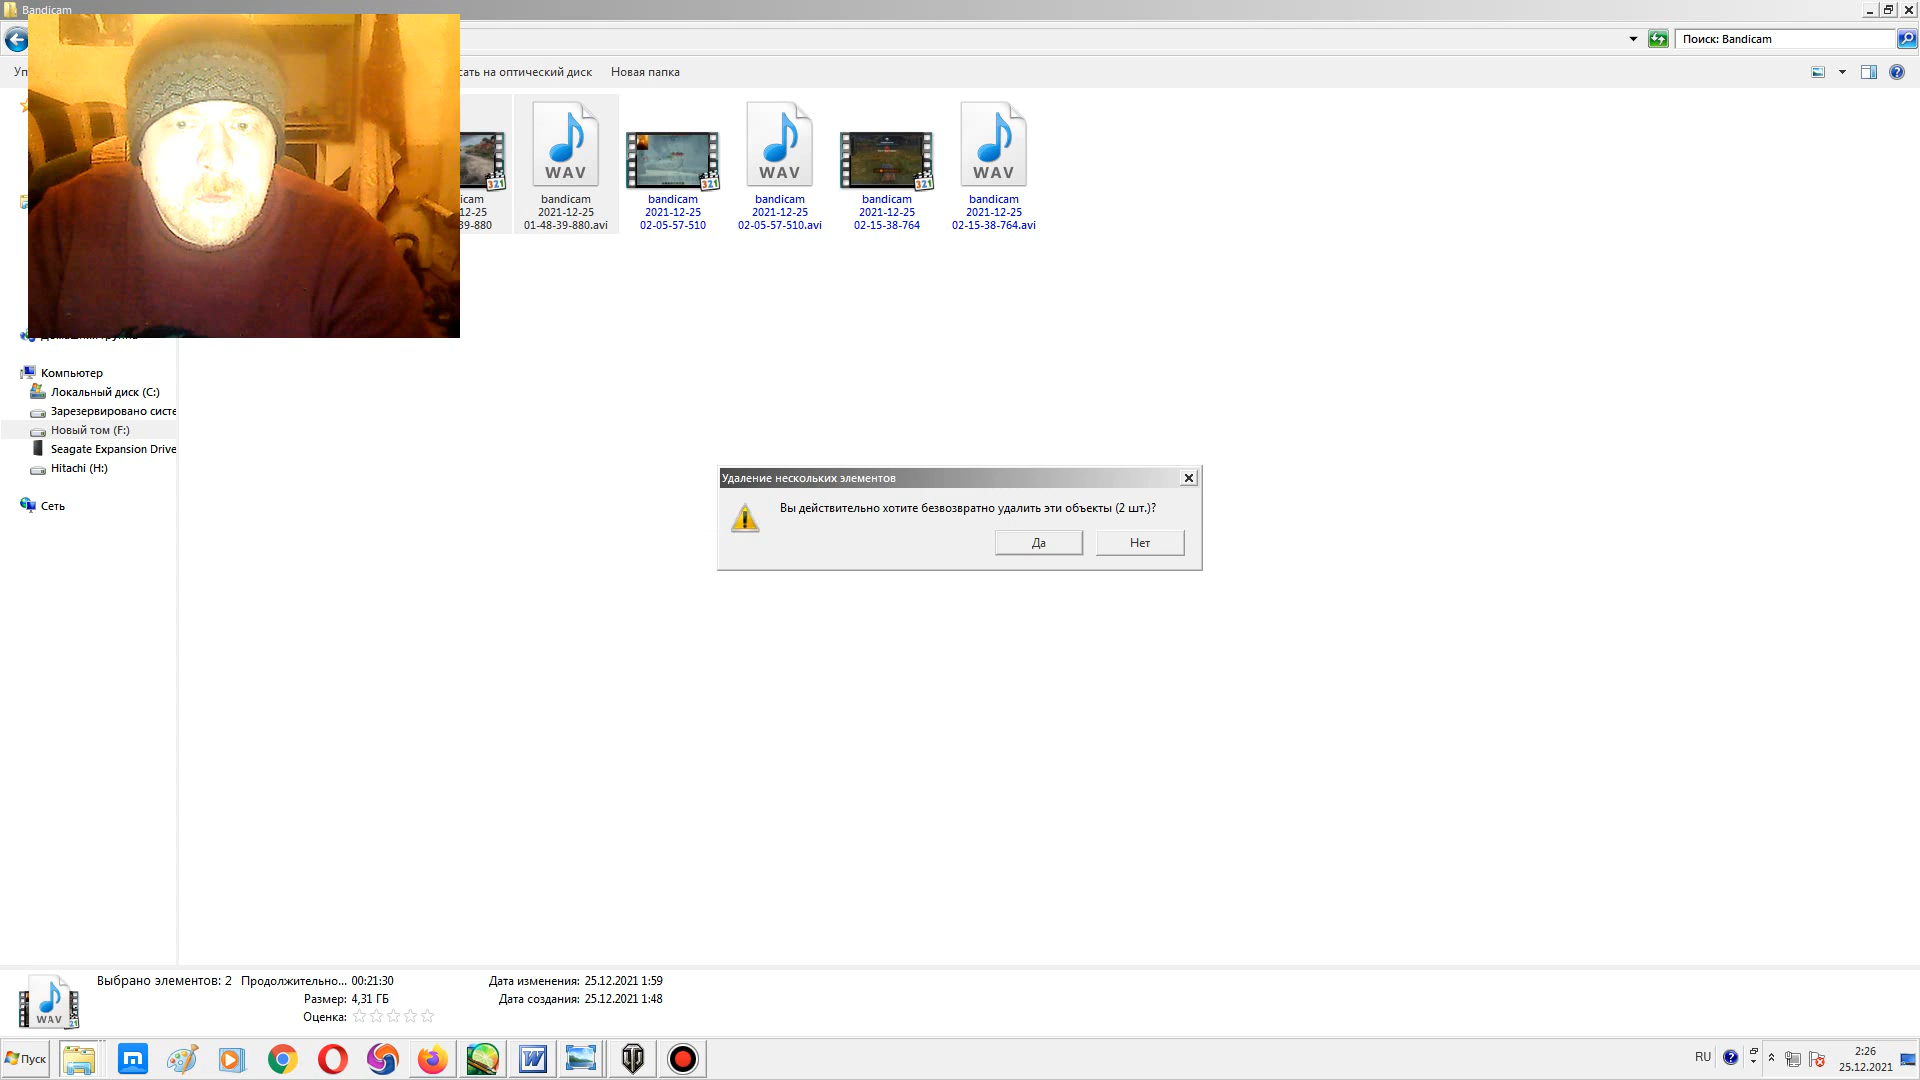 Bandicam
Поиск: Bandicam
сать на оптический диск
Новая папка
icam
12-25
39-880
bandicam
2021-12-25
01-48-39-880.avi
bandicam
2021-12-25
02-05-57-510
bandicam
2021-12-25
02-05-57-510.avi
bandicam
2021-12-25
02-15-38-764
bandicam
2021-12-25
02-15-38-764.avi
WAV
WAV
WAV
321
321
321
Компьютер
Локальный диск (C:)
Зарезервировано систе
Новый том (F:)
Seagate Expansion Drive
Hitachi (H:)
Сеть
Удаление нескольких элементов
Вы действительно хотите безвозвратно удалить эти объекты (2 шт.)?
Да
Нет
WAV
Выбрано элементов: 2
Продолжительно... 00:21:30
Размер: 4,31 ГБ
Оценка:
Дата изменения: 25.12.2021 1:59
Дата создания: 25.12.2021 1:48
Пуск
RU
2:26
25.12.2021